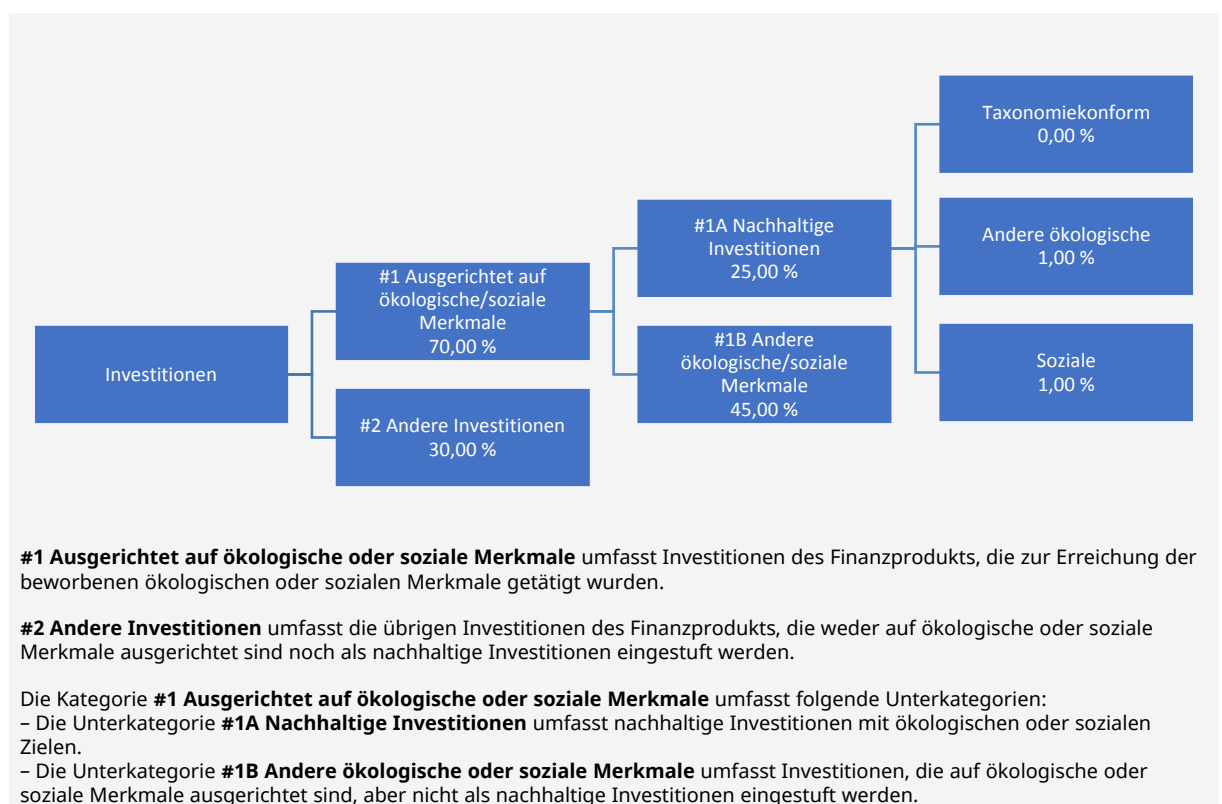 Investitionen
#1 Ausgerichtet auf
ökologische/soziale
Merkmale
70,00 %
#2 Andere Investitionen
30,00 %
#1A Nachhaltige
Investitionen
25,00 %
#1B Andere
ökologische/soziale
Merkmale
45,00 %
Taxonomiekonform
0,00 %
Andere ökologische
1,00 %
Soziale
1,00 %
#1 Ausgerichtet auf ökologische oder soziale Merkmale umfasst Investitionen des Finanzprodukts, die zur Erreichung der
beworbenen ökologischen oder sozialen Merkmale getätigt wurden.
#2 Andere Investitionen umfasst die übrigen Investitionen des Finanzprodukts, die weder auf ökologische oder soziale
Merkmale ausgerichtet sind noch als nachhaltige Investitionen eingestuft werden.
Die Kategorie #1 Ausgerichtet auf ökologische oder soziale Merkmale umfasst folgende Unterkategorien:
– Die Unterkategorie #1A Nachhaltige Investitionen umfasst nachhaltige Investitionen mit ökologischen oder sozialen
Zielen.
– Die Unterkategorie #1B Andere ökologische oder soziale Merkmale umfasst Investitionen, die auf ökologische oder
soziale Merkmale ausgerichtet sind, aber nicht als nachhaltige Investitionen eingestuft werden.